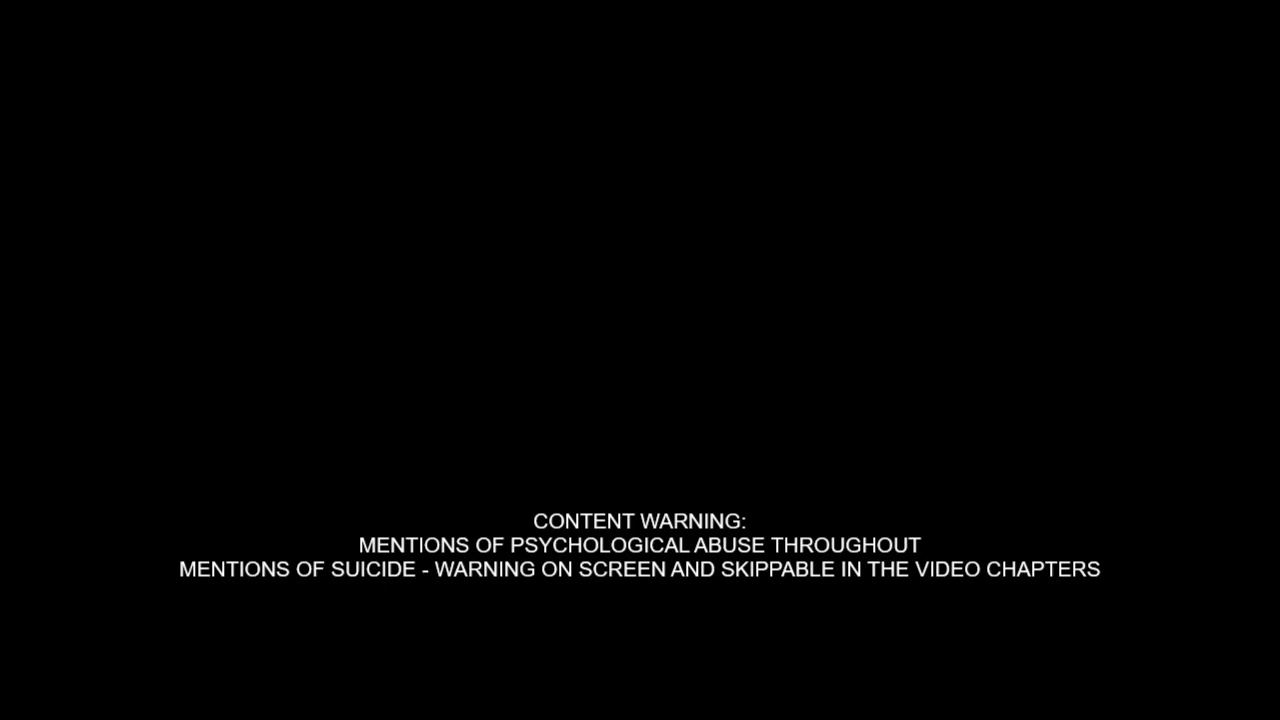 CONTENT WARNING:
MENTIONS OF PSYCHOLOGICAL ABUSE THROUGHOUT
MENTIONS OF SUICIDE - WARNING ON SCREEN AND SKIPPABLE IN THE VIDEO CHAPTERS